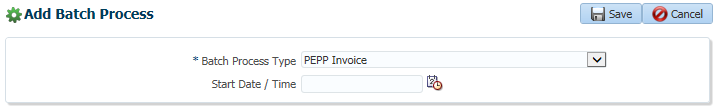 Add Batch Process
Save
Cancel
* Batch Process Type
PEPP Invoice
Start Date / Time